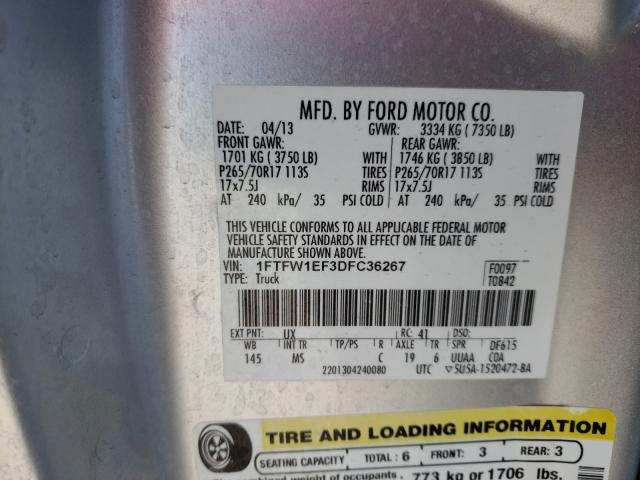 MFD. BY FORD MOTOR CO.
DATE: 04/13 GVWR: 3334 KG ( 7350 LB)
FRONT GAWR: REAR GAWR:
1701 KG ( 3750 LB) WITH 1746 KG ( 3850 LB) WITH
P265/70R17 113S TIRES P265/70R17 113S TIRES
17x7.5J RIMS 17x7.5J RIMS
AT 240 kPa/ 35 PSI COLD AT 240 kPa/ 35 PSI COLD
THIS VEHICLE CONFORMS TO ALL APPLICABLE FEDERAL MOTOR
VEHICLE SAFETY STANDARDS IN EFFECT ON THE DATE OF
MANUFACTURE SHOWN ABOVE.
VIN: 1FTFW1EF3DFC36267 F0097
TYPE: Truck T0842
EXT PNT: UX RC: 41 DSO:
WB INT TR TP/PS R AXLE TR SPR DF615
145 MS C 19 6 UUAA COA
2201304240080 UTC 5U5A-1520472-BA
TIRE AND LOADING INFORMATION
SEATING CAPACITY TOTAL: 6 FRONT: 3 REAR: 3
weight of occupants 773 kg or 1706 lbs.